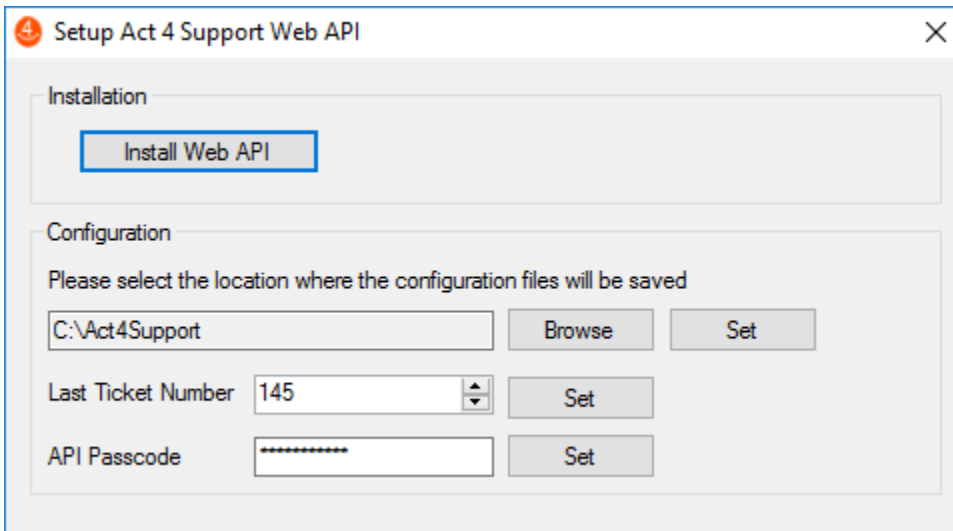 Setup Act 4 Support Web API
Installation
Install Web API
Configuration
Please select the location where the configuration files will be saved
C:\Act4Support Browse Set
Last Ticket Number 145 Set
API Passcode *********** Set